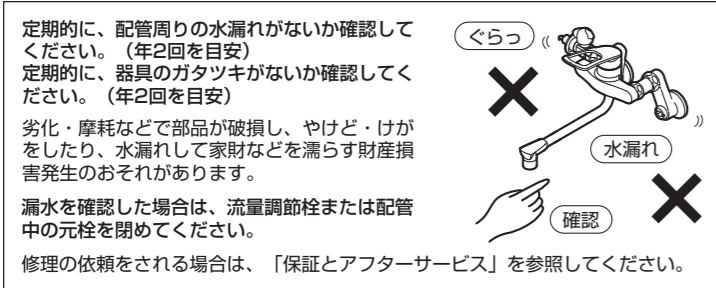 定期的に、配管周りの水漏れがないか確認して
ください。（年2回を目安）
定期的に、器具のガタツキがないか確認してく
ださい。（年2回を目安）
劣化・摩耗などで部品が破損し、やけど・けが
をしたり、水漏れして家財などを濡らす財産損
害発生のおそれがあります。
漏水を確認した場合は、流量調節栓または配管
中の元栓を閉めてください。
修理の依頼をされる場合は、「保証とアフターサービス」を参照してください。
ぐらっ
水漏れ
確認